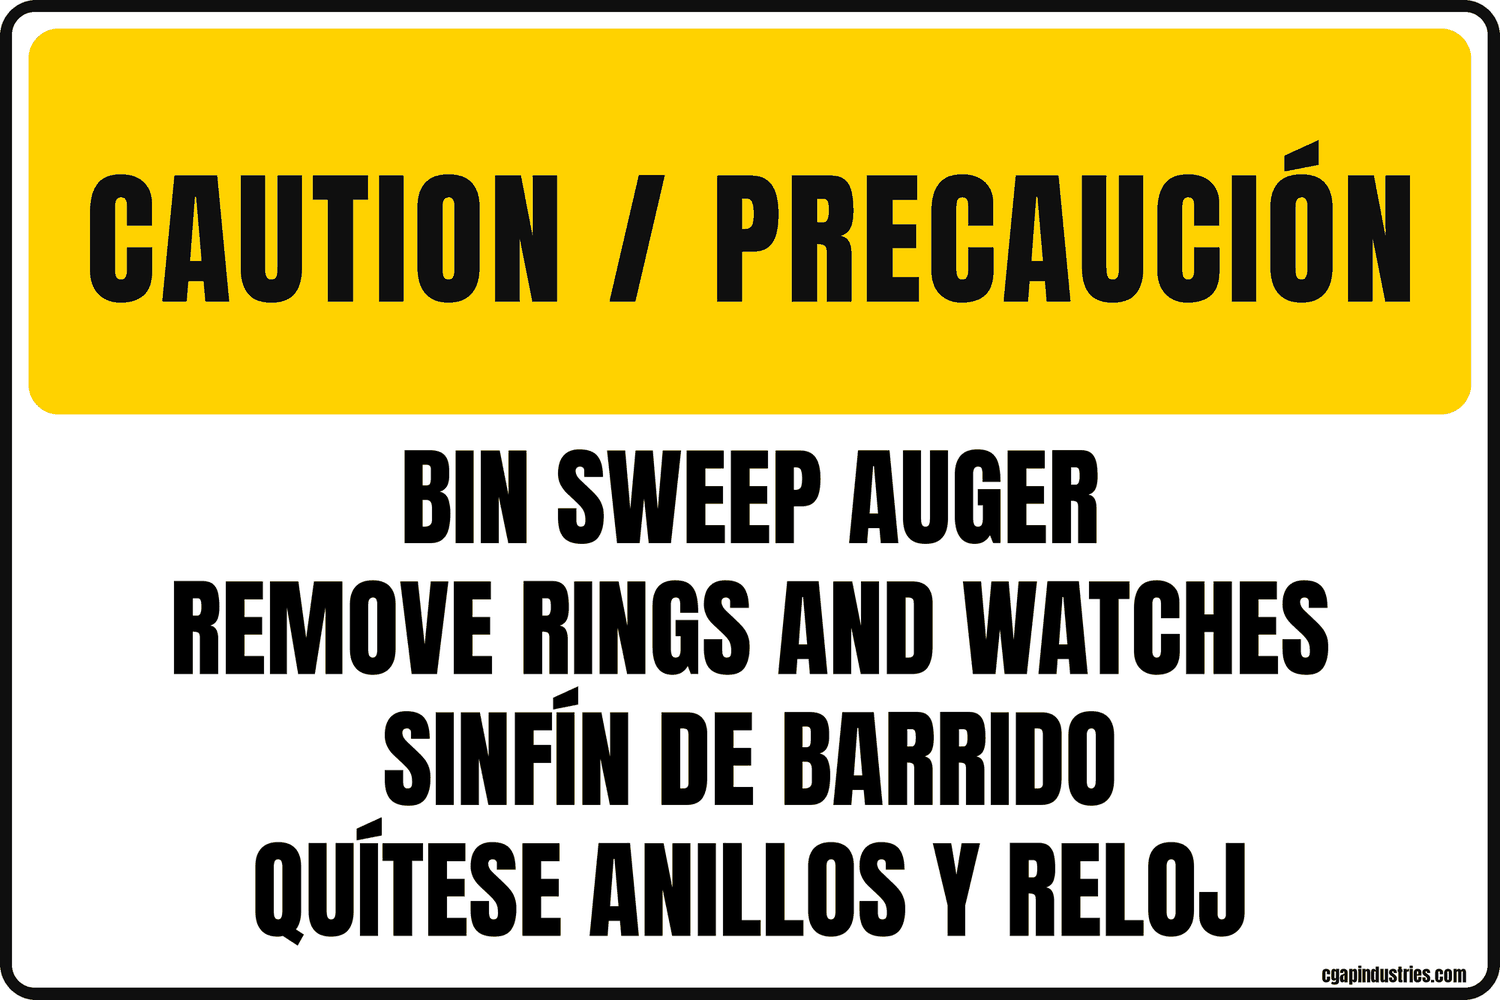 CAUTION / PRECAUCIÓN
BIN SWEEP AUGER
REMOVE RINGS AND WATCHES
SINFÍN DE BARRIDO
QUÍTESE ANILLOS Y RELOJ
cgapindustries.com